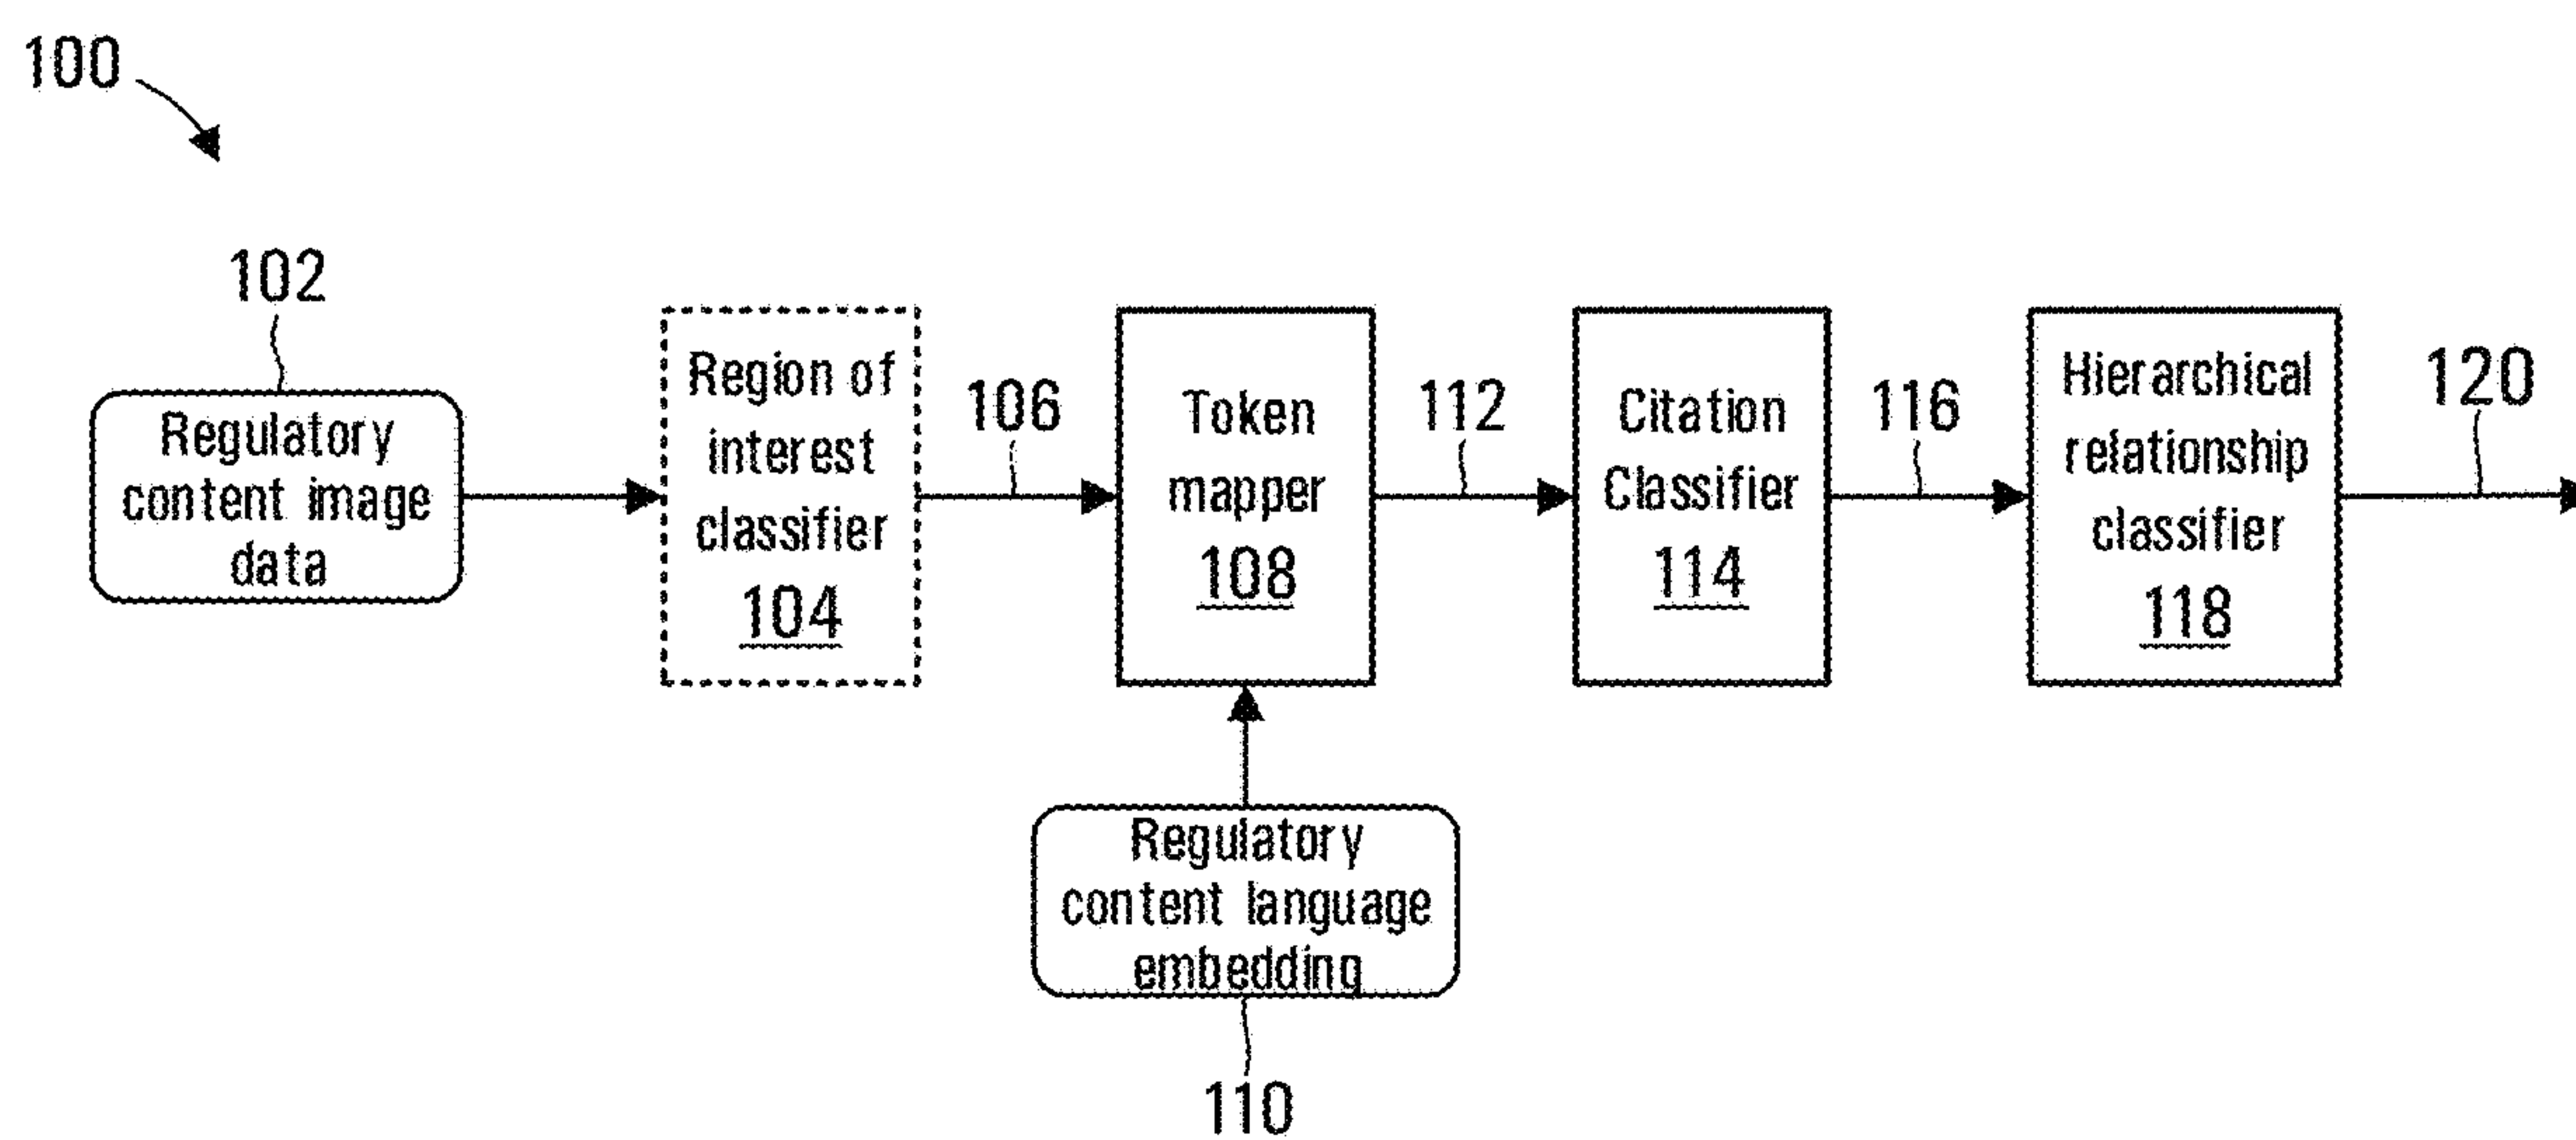 100
102
Regulatory
content image
data
Region of
interest
classifier
104
106
Token
mapper
108
112
Citation
Classifier
114
116
Hierarchical
relationship
classifier
118
120
Regulatory
content language
embedding
110